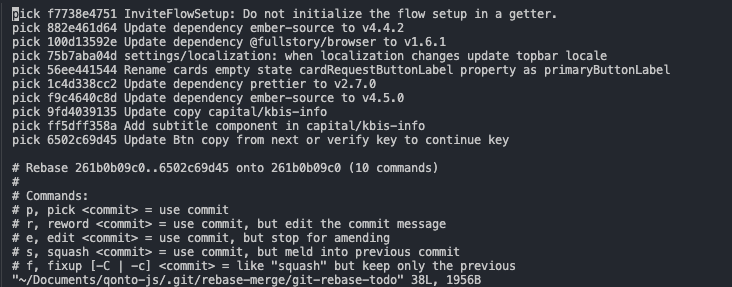 pick f7738e4751 InviteFlowSetup: Do not initialize the flow setup in a getter.
pick 882e461d64 Update dependency ember-source to v4.4.2
pick 100d13592e Update dependency @fullstory/browser to v1.6.1
pick 75b7aba04d settings/localization: when localization changes update topbar locale
pick 56ee441544 Rename cards empty state cardRequestButtonLabel property as primaryButtonLabel
pick 1c4d338cc2 Update dependency prettier to v2.7.0
pick f9c4640c8d Update dependency ember-source to v4.5.0
pick 9fd4039135 Update copy capital/kbis-info
pick ff5dff358a Add subtitle component in capital/kbis-info
pick 6502c69d45 Update Btn copy from next or verify key to continue key

# Rebase 261b0b09c0..6502c69d45 onto 261b0b09c0 (10 commands)
#
# Commands:
# p, pick <commit> = use commit
# r, reword <commit> = use commit, but edit the commit message
# e, edit <commit> = use commit, but stop for amending
# s, squash <commit> = use commit, but meld into previous commit
# f, fixup [-C | -c] <commit> = like "squash" but keep only the previous
"~/Documents/qonto-js/.git/rebase-merge/git-rebase-todo" 38L, 1956B